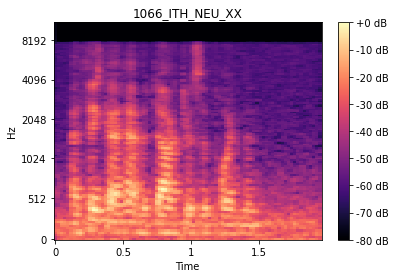 1066_ITH_NEU_XX
8192
4096
2048
1024
512
0
Hz
0
0.5
1
1.5
Time
+0 dB
-10 dB
-20 dB
-30 dB
-40 dB
-50 dB
-60 dB
-70 dB
-80 dB